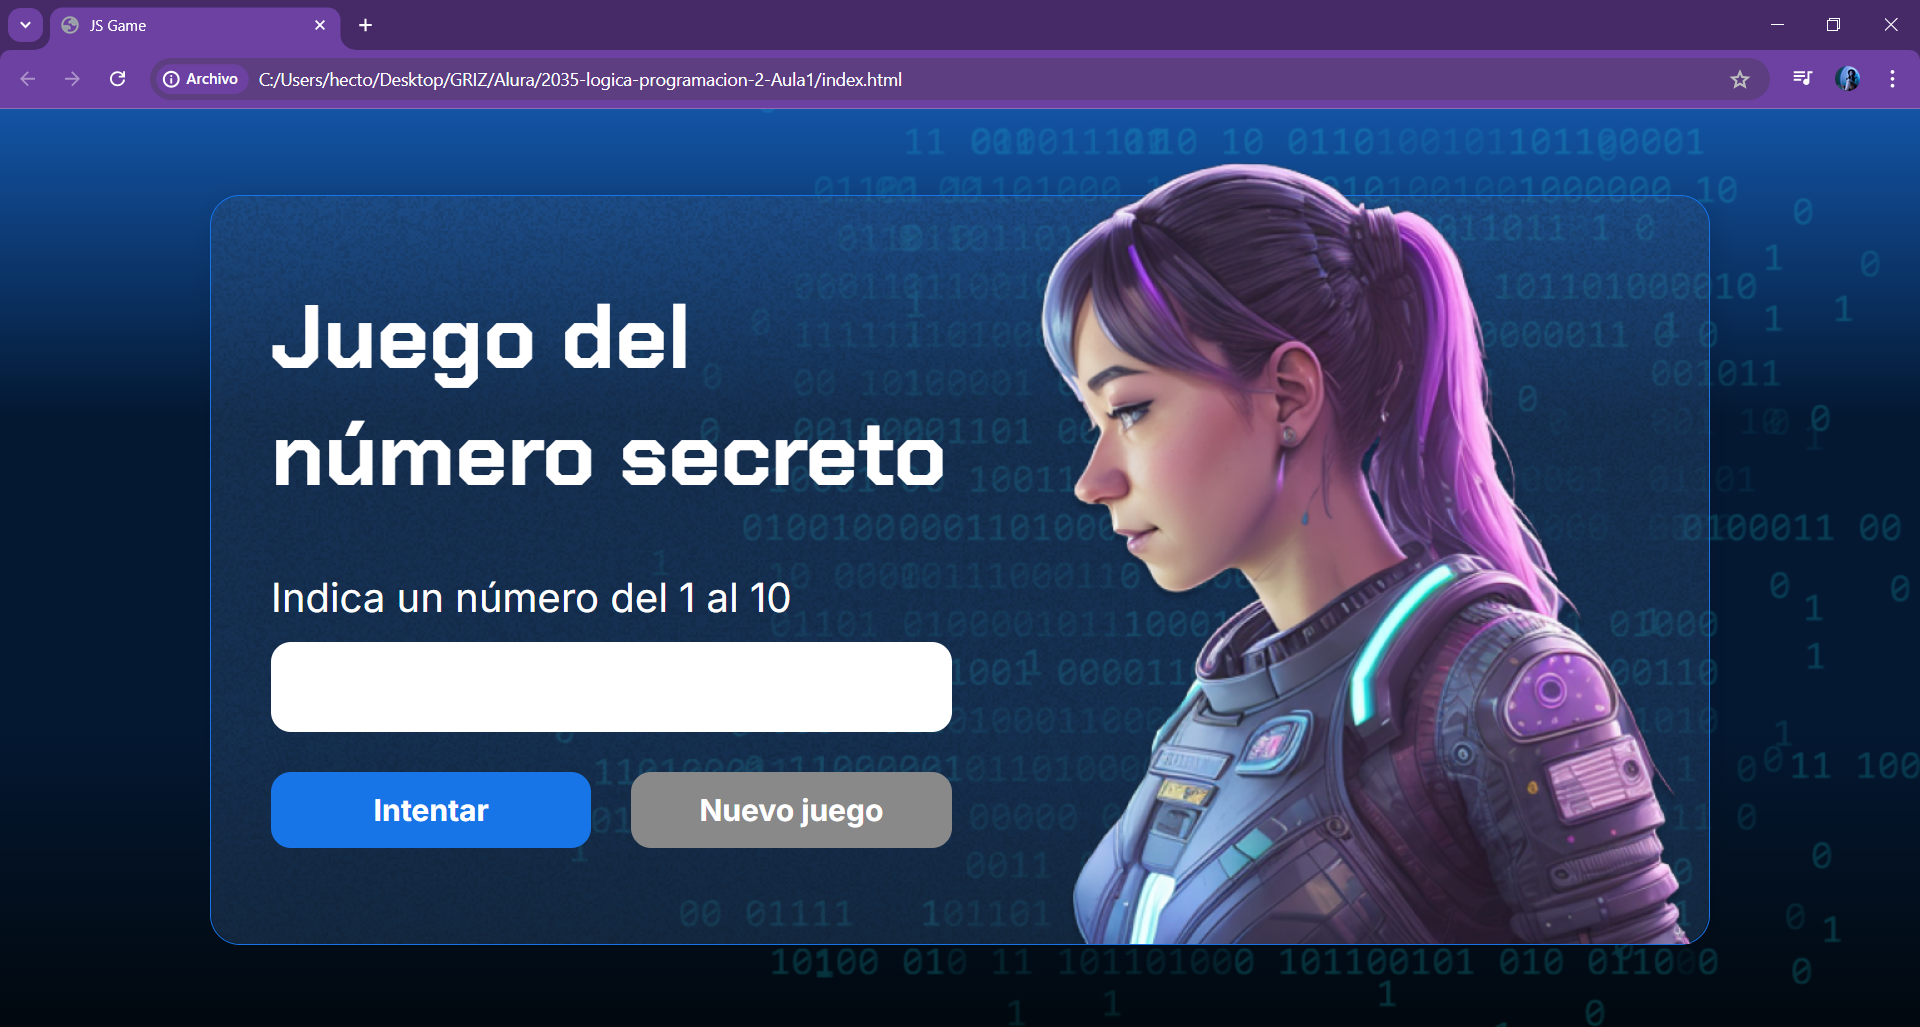 JS Game
Archivo
C:/Users/hecto/Desktop/GRIZ/Alura/2035-logica-programacion-2-Aula1/index.html
Juego del
número secreto
Indica un número del 1 al 10
Intentar
Nuevo juego